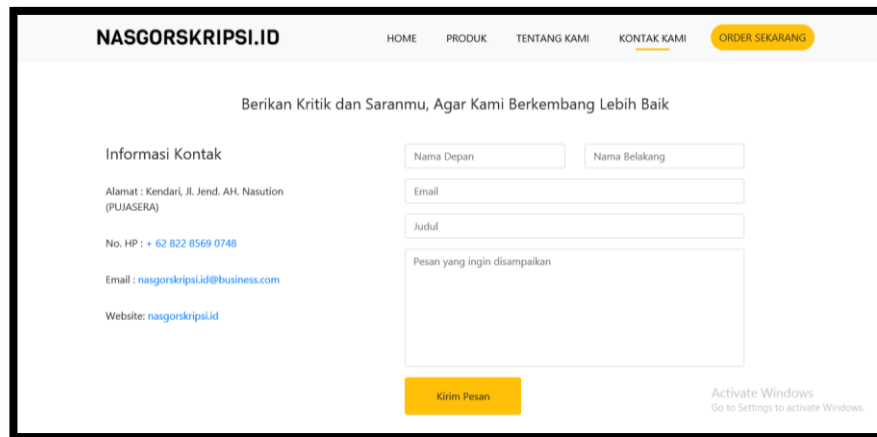 NASGORSKRIPSI.ID
HOME PRODUK TENTANG KAMI KONTAK KAMI ORDER SEKARANG
Berikan Kritik dan Saranmu, Agar Kami Berkembang Lebih Baik
Informasi Kontak
Alamat : Kendari, Jl. Jend. AH. Nasution
(PUJASERA)
No. HP : + 62 822 8569 0748
Email : nasgorskripsi.id@business.com
Website: nasgorskripsi.id
Nama Depan Nama Belakang
Email
Judul
Pesan yang ingin disampaikan
Kirim Pesan
Activate Windows
Go to Settings to activate Windows.